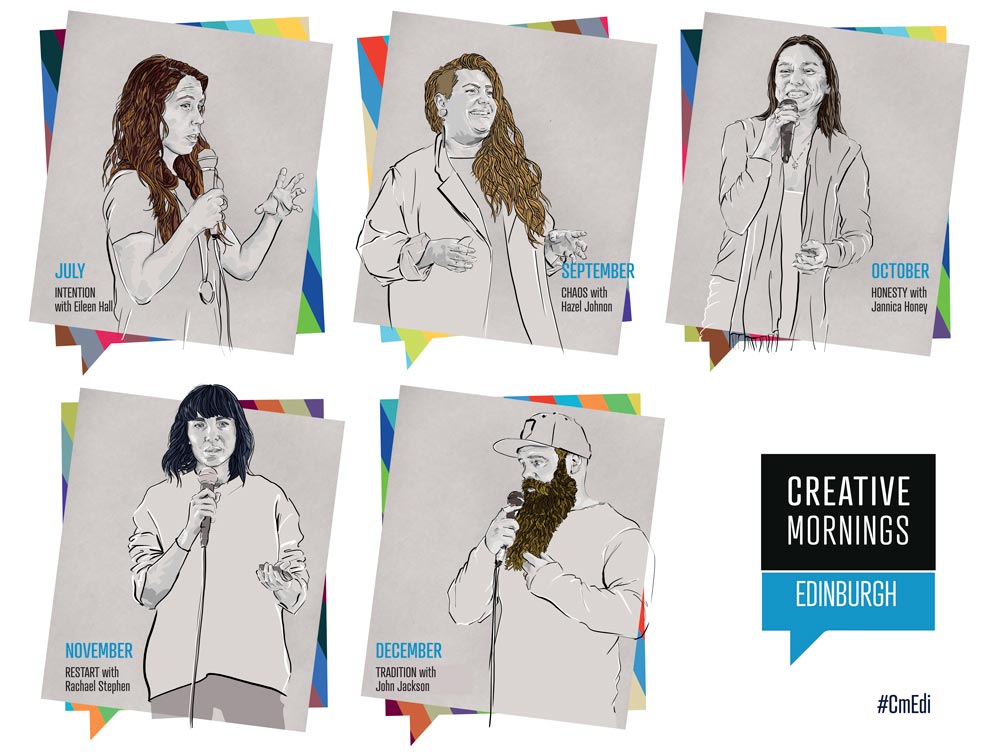 JULY
INTENTION
with Eileen Hall
SEPTEMBER
CHAOS with
Hazel Johnon
OCTOBER
HONESTY with
Jannica Honey
NOVEMBER
RESTART with
Rachael Stephen
DECEMBER
TRADITION with
John Jackson
CREATIVE
MORNINGS
EDINBURGH
#CmEdi